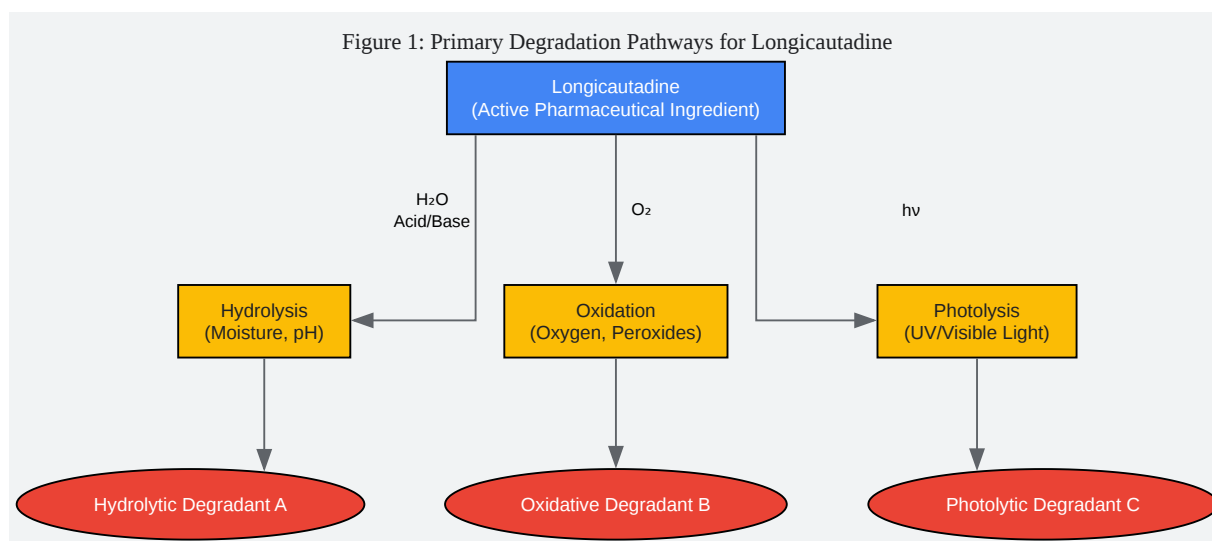 Figure 1: Primary Degradation Pathways for Longicautadine
Longicautadine
(Active Pharmaceutical Ingredient)
H₂O
Acid/Base
O₂
hν
Hydrolysis
(Moisture, pH)
Oxidation
(Oxygen, Peroxides)
Photolysis
(UV/Visible Light)
Hydrolytic Degradant A
Oxidative Degradant B
Photolytic Degradant C